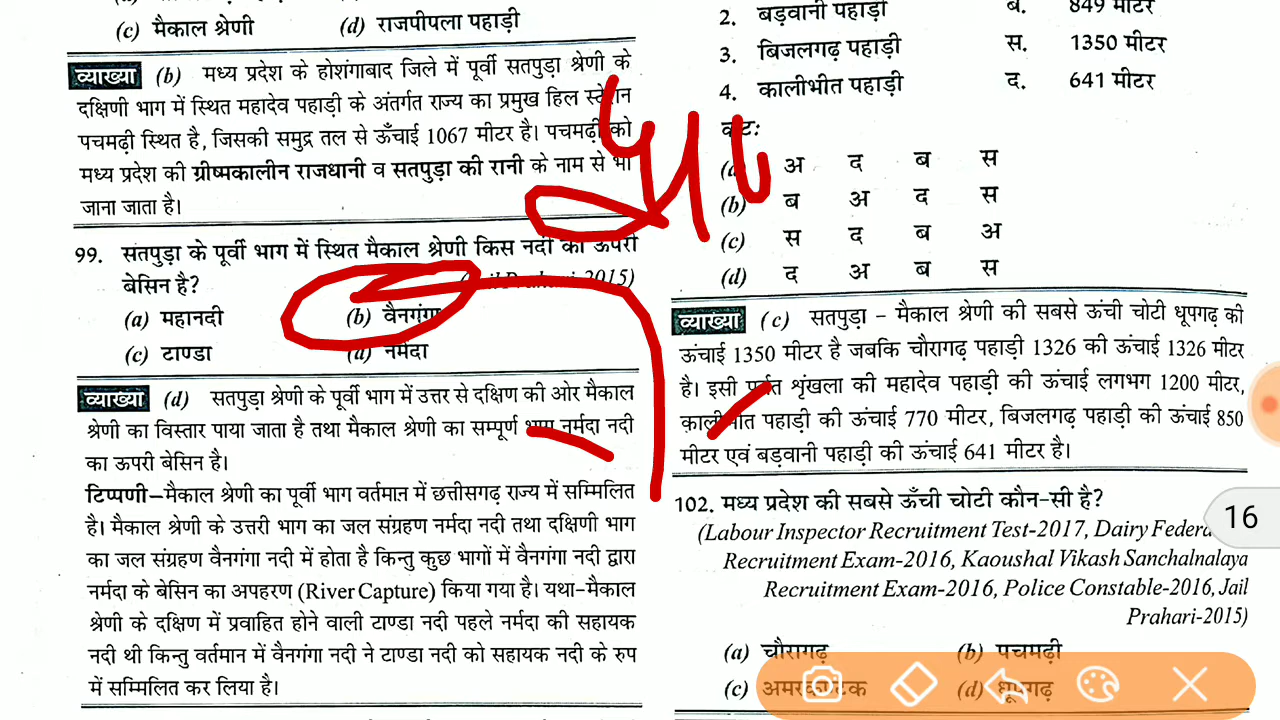 (c) मैकाल श्रेणी (d) राजपीपला पहाड़ी
व्याख्या (b) मध्य प्रदेश के होशंगाबाद जिले में पूर्वी सतपुड़ा श्रेणी के
दक्षिणी भाग में स्थित महादेव पहाड़ी के अंतर्गत राज्य का प्रमुख हिल स्टेशन
पचमढ़ी स्थित है, जिसकी समुद्र तल से ऊँचाई 1067 मीटर है। पचमढ़ी को
मध्य प्रदेश की ग्रीष्मकालीन राजधानी व सतपुड़ा की रानी के नाम से भी
जाना जाता है।
99. सतपुड़ा के पूर्वी भाग में स्थित मैकाल श्रेणी किस नदी का ऊपरी
बेसिन है? (Jail Prahari-2015)
(a) महानदी (b) वैनगंगा
(c) टाण्डा (d) नर्मदा
व्याख्या (d) सतपुड़ा श्रेणी के पूर्वी भाग में उत्तर से दक्षिण की ओर मैकाल
श्रेणी का विस्तार पाया जाता है तथा मैकाल श्रेणी का सम्पूर्ण भाग नर्मदा नदी
का ऊपरी बेसिन है।
टिप्पणी–मैकाल श्रेणी का पूर्वी भाग वर्तमान में छत्तीसगढ़ राज्य में सम्मिलित
है। मैकाल श्रेणी के उत्तरी भाग का जल संग्रहण नर्मदा नदी तथा दक्षिणी भाग
का जल संग्रहण वैनगंगा नदी में होता है किन्तु कुछ भागों में वैनगंगा नदी द्वारा
नर्मदा के बेसिन का अपहरण (River Capture) किया गया है। यथा–मैकाल
श्रेणी के दक्षिण में प्रवाहित होने वाली टाण्डा नदी पहले नर्मदा की सहायक
नदी थी किन्तु वर्तमान में वैनगंगा नदी ने टाण्डा नदी को सहायक नदी के रुप
में सम्मिलित कर लिया है।
2. बड़वानी पहाड़ी ब. 849 मीटर
3. बिजलगढ़ पहाड़ी स. 1350 मीटर
4. कालीभीत पहाड़ी द. 641 मीटर
कूटः
(a) अ द ब स
(b) ब अ द स
(c) स द ब अ
(d) द अ ब स
व्याख्या (c) सतपुड़ा – मैकाल श्रेणी की सबसे ऊंची चोटी धूपगढ़ की
ऊंचाई 1350 मीटर है जबकि चौरागढ़ पहाड़ी 1326 की ऊंचाई 1326 मीटर
है। इसी पर्वत शृंखला की महादेव पहाड़ी की ऊंचाई लगभग 1200 मीटर,
कालीभीत पहाड़ी की ऊंचाई 770 मीटर, बिजलगढ़ पहाड़ी की ऊंचाई 850
मीटर एवं बड़वानी पहाड़ी की ऊंचाई 641 मीटर है।
102. मध्य प्रदेश की सबसे ऊँची चोटी कौन-सी है?
(Labour Inspector Recruitment Test-2017, Dairy Federa
Recruitment Exam-2016, Kaoushal Vikash Sanchalnalaya
Recruitment Exam-2016, Police Constable-2016, Jail
Prahari-2015)
(a) चौरागढ़ (b) पचमढ़ी
(c) अमरकण्टक (d) धूपगढ़
16